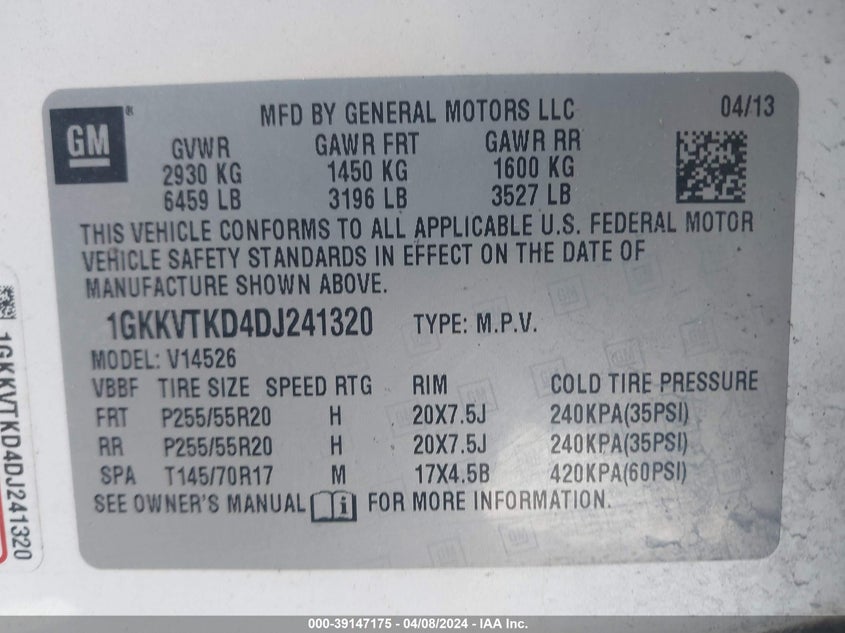 GM ®
MFD BY GENERAL MOTORS LLC 04/13
GVWR GAWR FRT GAWR RR
2930 KG 1450 KG 1600 KG
6459 LB 3196 LB 3527 LB
THIS VEHICLE CONFORMS TO ALL APPLICABLE U.S. FEDERAL MOTOR
VEHICLE SAFETY STANDARDS IN EFFECT ON THE DATE OF
MANUFACTURE SHOWN ABOVE.
1GKKVTKD4DJ241320 TYPE: M.P.V.
MODEL: V14526
VBBF TIRE SIZE SPEED RTG RIM COLD TIRE PRESSURE
FRT P255/55R20 H 20X7.5J 240KPA(35PSI)
RR P255/55R20 H 20X7.5J 240KPA(35PSI)
SPA T145/70R17 M 17X4.5B 420KPA(60PSI)
SEE OWNER'S MANUAL i FOR MORE INFORMATION.
1GKKVTKD4DJ241320
000-39147175 - 04/08/2024 - IAA Inc.